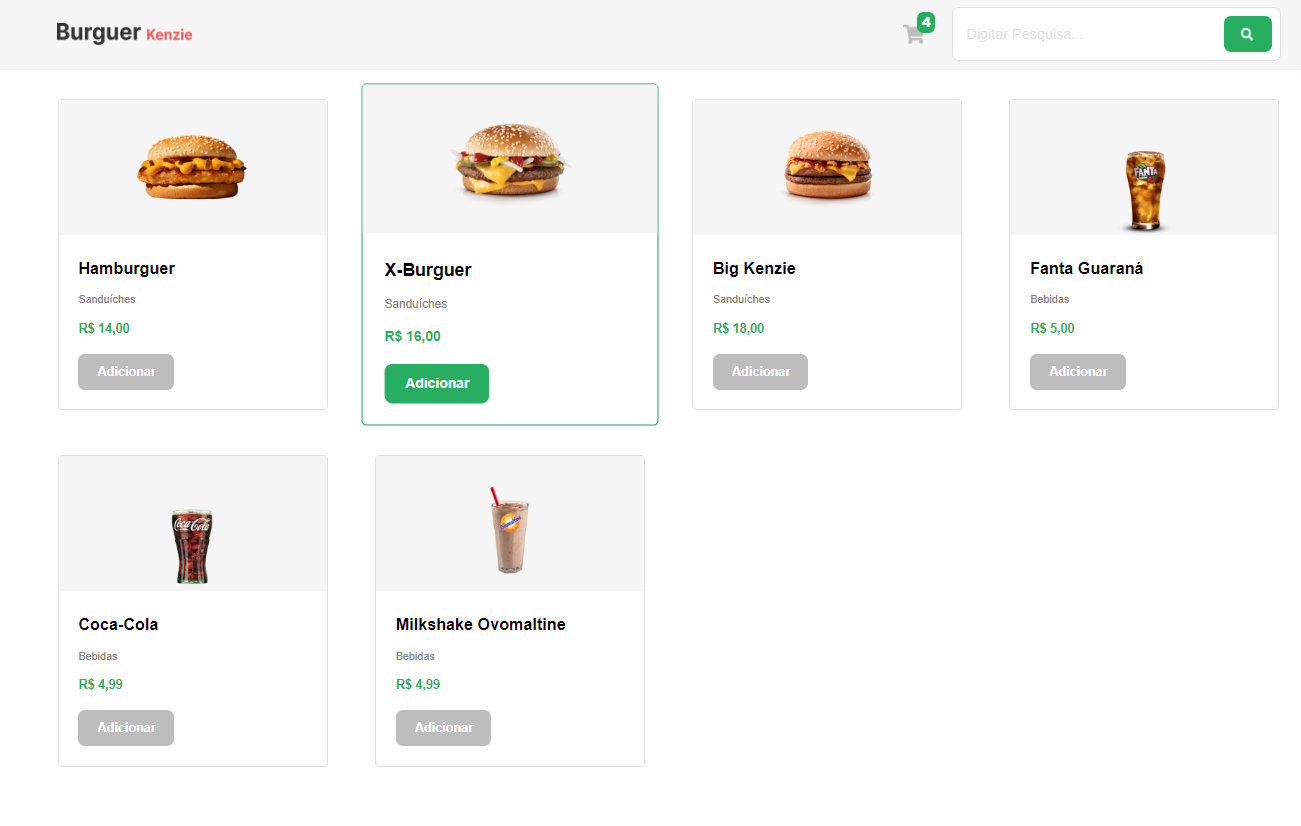 Burguer Kenzie
4
Digitar Pesquisa...
Hamburguer
Sanduíches
R$ 14,00
Adicionar
X-Burguer
Sanduíches
R$ 16,00
Adicionar
Big Kenzie
Sanduíches
R$ 18,00
Adicionar
FANTA
Fanta Guaraná
Bebidas
R$ 5,00
Adicionar
Coca-Cola
Coca-Cola
Bebidas
R$ 4,99
Adicionar
Ovomaltine
Milkshake Ovomaltine
Bebidas
R$ 4,99
Adicionar